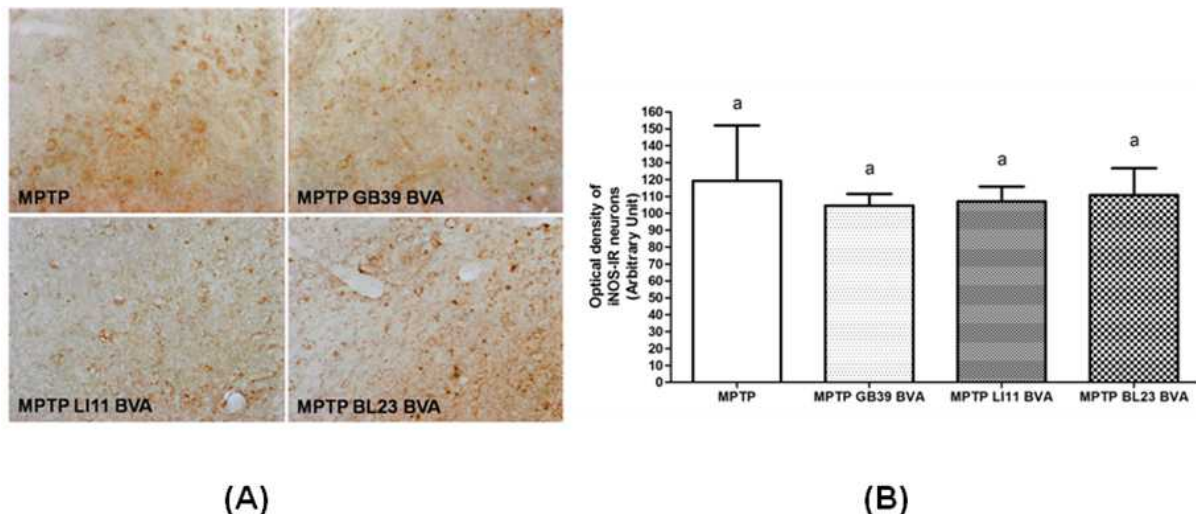 MPTP
MPTP GB39 BVA
MPTP LI11 BVA
MPTP BL23 BVA
(A)
Optical density of
iNOS-IR neurons
(Arbitrary Unit)
160
150
140
130
120
110
100
90
80
70
60
50
40
30
20
10
0
a
a
a
a
MPTP
MPTP GB39 BVA
MPTP LI11 BVA
MPTP BL23 BVA
(B)